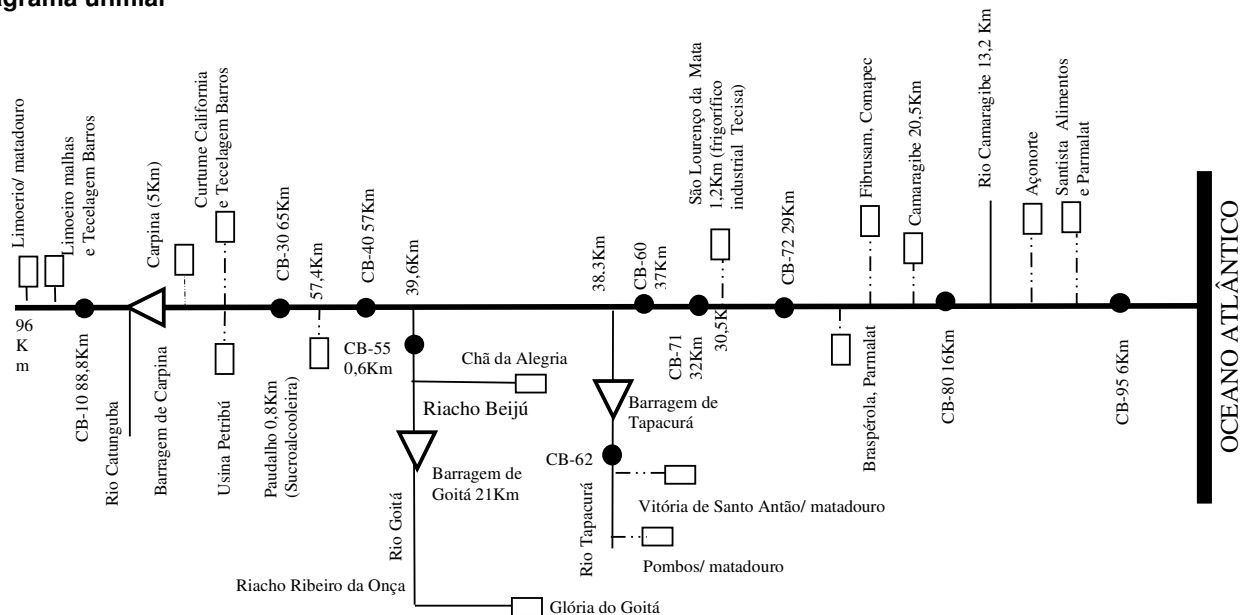 agrama unifilar
Limoerio/ matadouro
Limoeiro malhas
e Tecelagem Barros
Carpina (5Km)
Curtume California
e Tecelagem Barros
CB-30 65Km
57,4Km
CB-40 57Km
39,6Km
38.3Km
CB-60
37Km
São Lourenço da Mata
1,2Km (frigorífico
industrial Tecisa)
CB-72 29Km
Fibrusam, Comapec
Camaragibe 20,5Km
Rio Camaragibe 13,2 Km
Açonorte
Santista Alimentos
e Parmalat
96
K
m
CB-10 88,8Km
Rio Catunguba
Barragem de Carpina
Usina Petribú
Paudalho 0,8Km
(Sucroalcooleira)
CB-55
0,6Km
Chã da Alegria
Riacho Beijú
Barragem de
Goitá 21Km
Rio Goitá
Riacho Ribeiro da Onça
Glória do Goitá
Barragem de
Tapacurá
CB-62
Vitória de Santo Antão/ matadouro
Rio Tapacurá
Pombos/ matadouro
CB-71
32Km
30,5K
Braspérola, Parmalat
CB-80 16Km
CB-95 6Km
OCEANO ATLÂNTICO